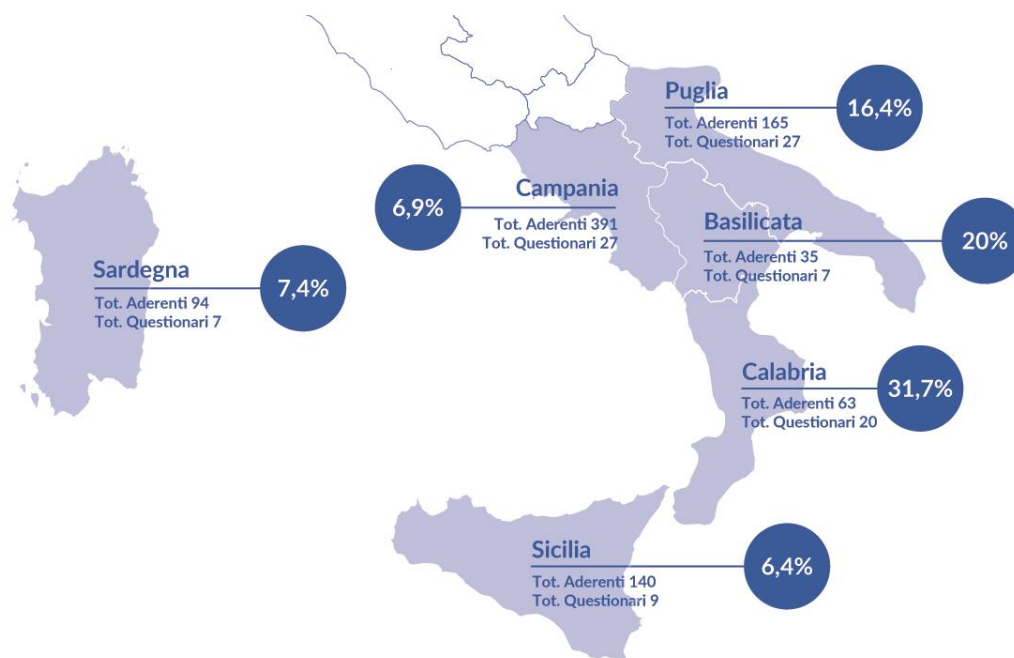 Puglia
Tot. Aderenti 165
Tot. Questionari 27
16,4%
Campania
Tot. Aderenti 391
Tot. Questionari 27
6,9%
Basilicata
Tot. Aderenti 35
Tot. Questionari 7
20%
Sardegna
Tot. Aderenti 94
Tot. Questionari 7
7,4%
Calabria
Tot. Aderenti 63
Tot. Questionari 20
31,7%
Sicilia
Tot. Aderenti 140
Tot. Questionari 9
6,4%